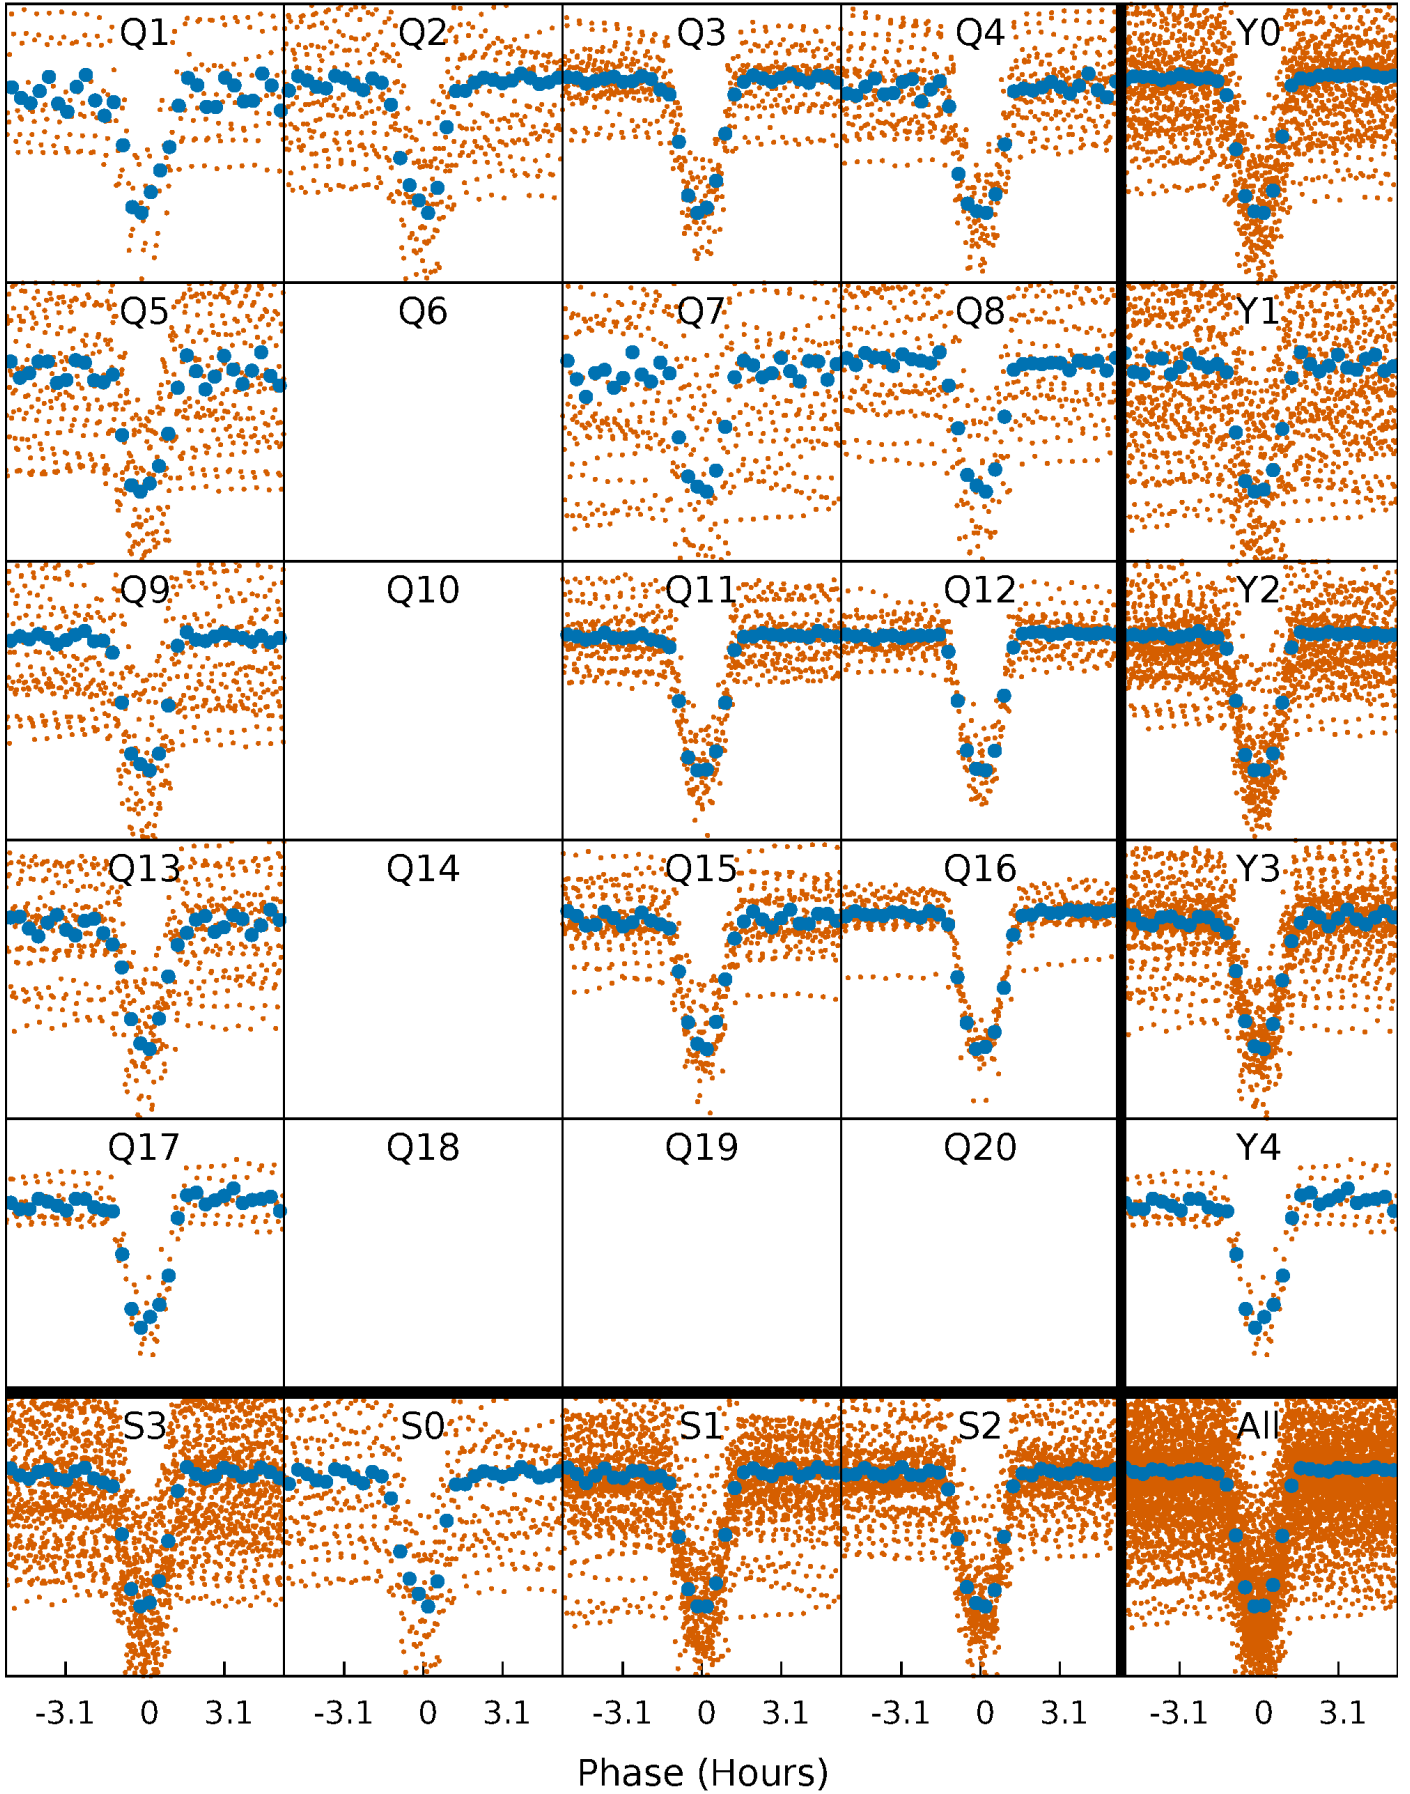 Q1 Q2 Q3 Q4 Y0
Q5 Q6 Q7 Q8 Y1
Q9 Q10 Q11 Q12 Y2
Q13 Q14 Q15 Q16 Y3
Q17 Q18 Q19 Q20 Y4
S3 S0 S1 S2 All
-3.1 0 3.1 -3.1 0 3.1 -3.1 0 3.1 -3.1 0 3.1 -3.1 0 3.1
Phase (Hours)